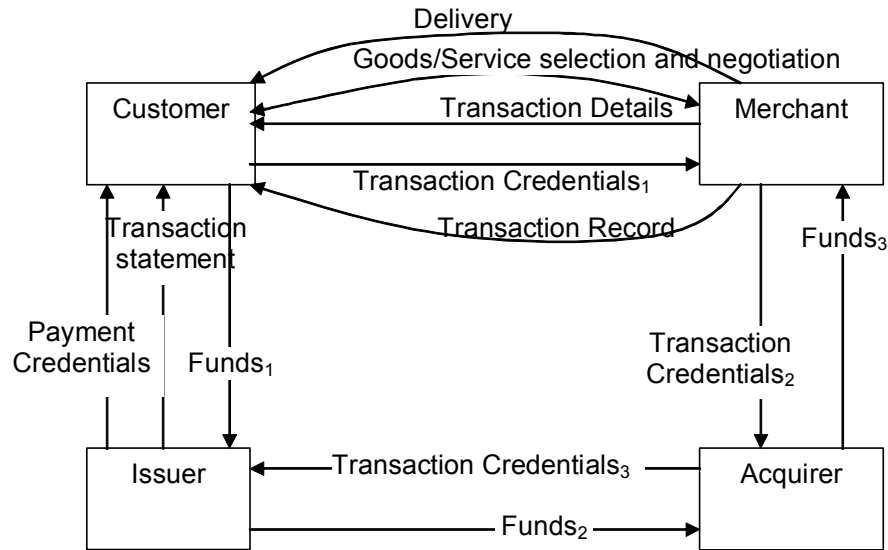 Delivery
Goods/Service selection and negotiation
Customer
Merchant
Transaction Details
Transaction Credentials₁
Transaction Record
Transaction
statement
Funds₃
Payment
Credentials
Funds₁
Transaction
Credentials₂
Issuer
Transaction Credentials₃
Acquirer
Funds₂